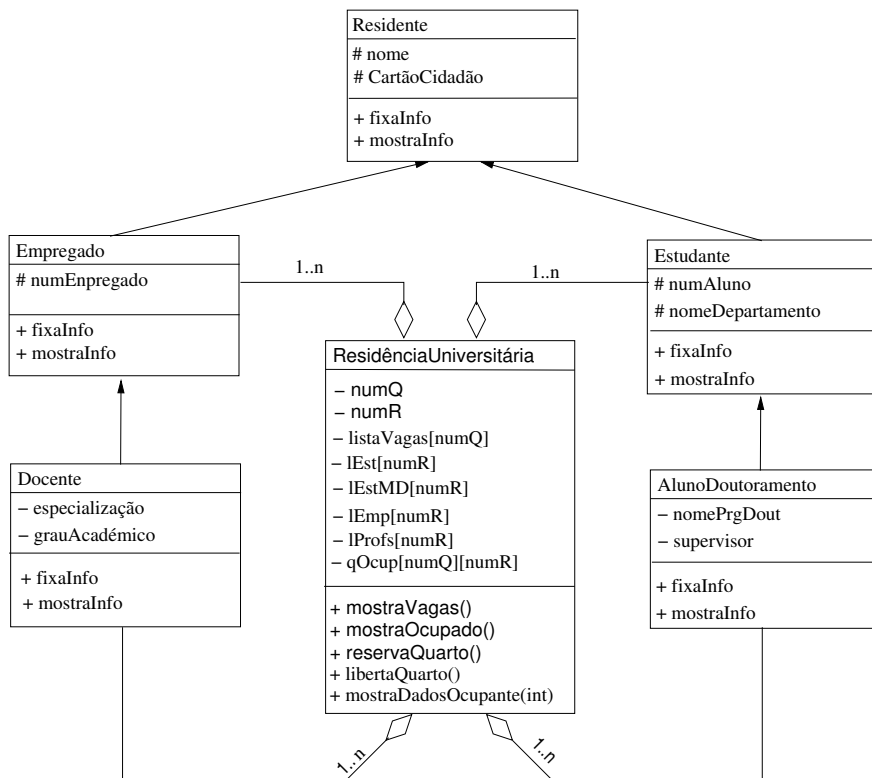 Residente
# nome
# CartãoCidadão
+ fixaInfo
+ mostraInfo
Empregado
# numEnpregado
+ fixaInfo
+ mostraInfo
1..n
1..n
Estudante
# numAluno
# nomeDepartamento
+ fixaInfo
+ mostraInfo
ResidênciaUniversitária
− numQ
− numR
− listaVagas[numQ]
− lEst[numR]
− lEstMD[numR]
− lEmp[numR]
− lProfs[numR]
− qOcup[numQ][numR]
+ mostraVagas()
+ mostraOcupado()
+ reservaQuarto()
+ libertaQuarto()
+ mostraDadosOcupante(int)
Docente
− especialização
− grauAcadémico
+ fixaInfo
+ mostraInfo
AlunoDoutoramento
− nomePrgDout
− supervisor
+ fixaInfo
+ mostraInfo
1..n
1..n